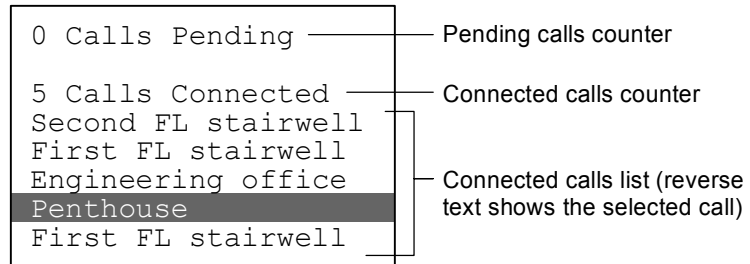 0 Calls Pending
Pending calls counter
5 Calls Connected
Connected calls counter
Second FL stairwell
First FL stairwell
Engineering office
Penthouse
First FL stairwell
Connected calls list (reverse
text shows the selected call)